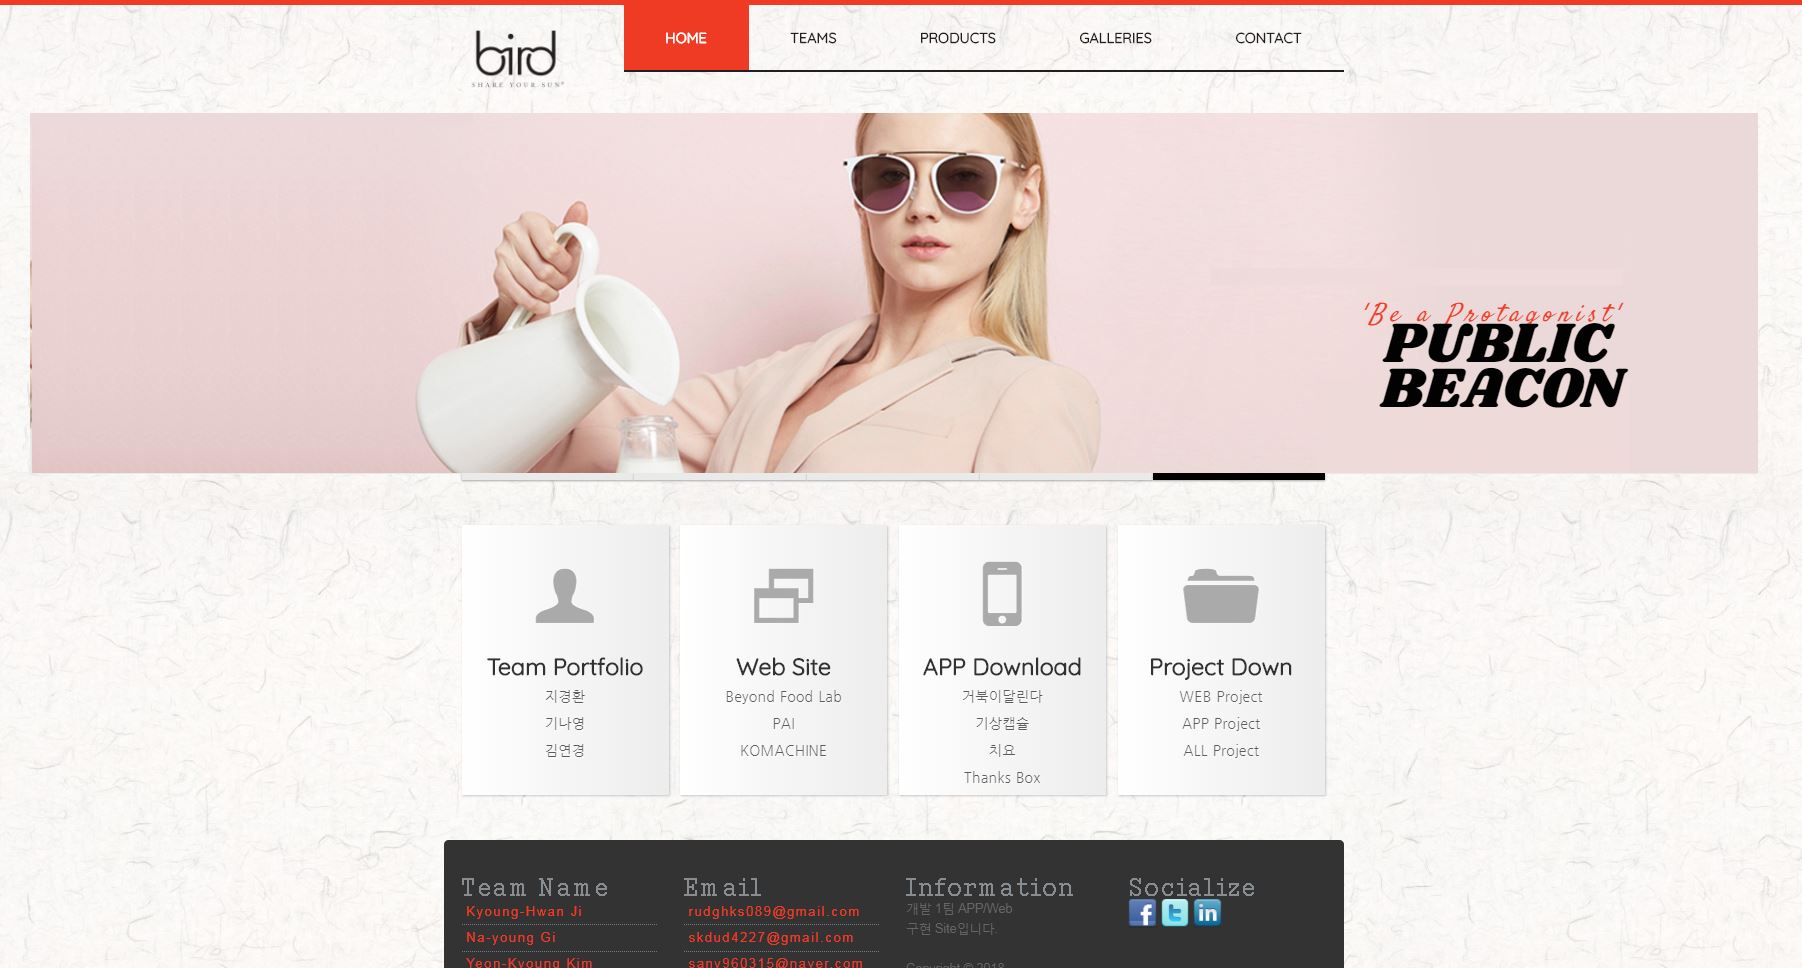 bird
SHARE YOUR SUN®
HOME TEAMS PRODUCTS GALLERIES CONTACT
'Be a Protagonist'
PUBLIC
BEACON
Team Portfolio
지경환
기나영
김연경
Web Site
Beyond Food Lab
PAI
KOMACHINE
APP Download
거북이달린다
기상캡슐
치요
Thanks Box
Project Down
WEB Project
APP Project
ALL Project
Team Name
Kyoung-Hwan Ji
Na-young Gi
Yeon-Kyoung Kim
Email
rudghks089@gmail.com
skdud4227@gmail.com
sany960315@naver.com
Information
개발 1팀 APP/Web
구현 Site입니다.
Copyright © 2018
Socialize